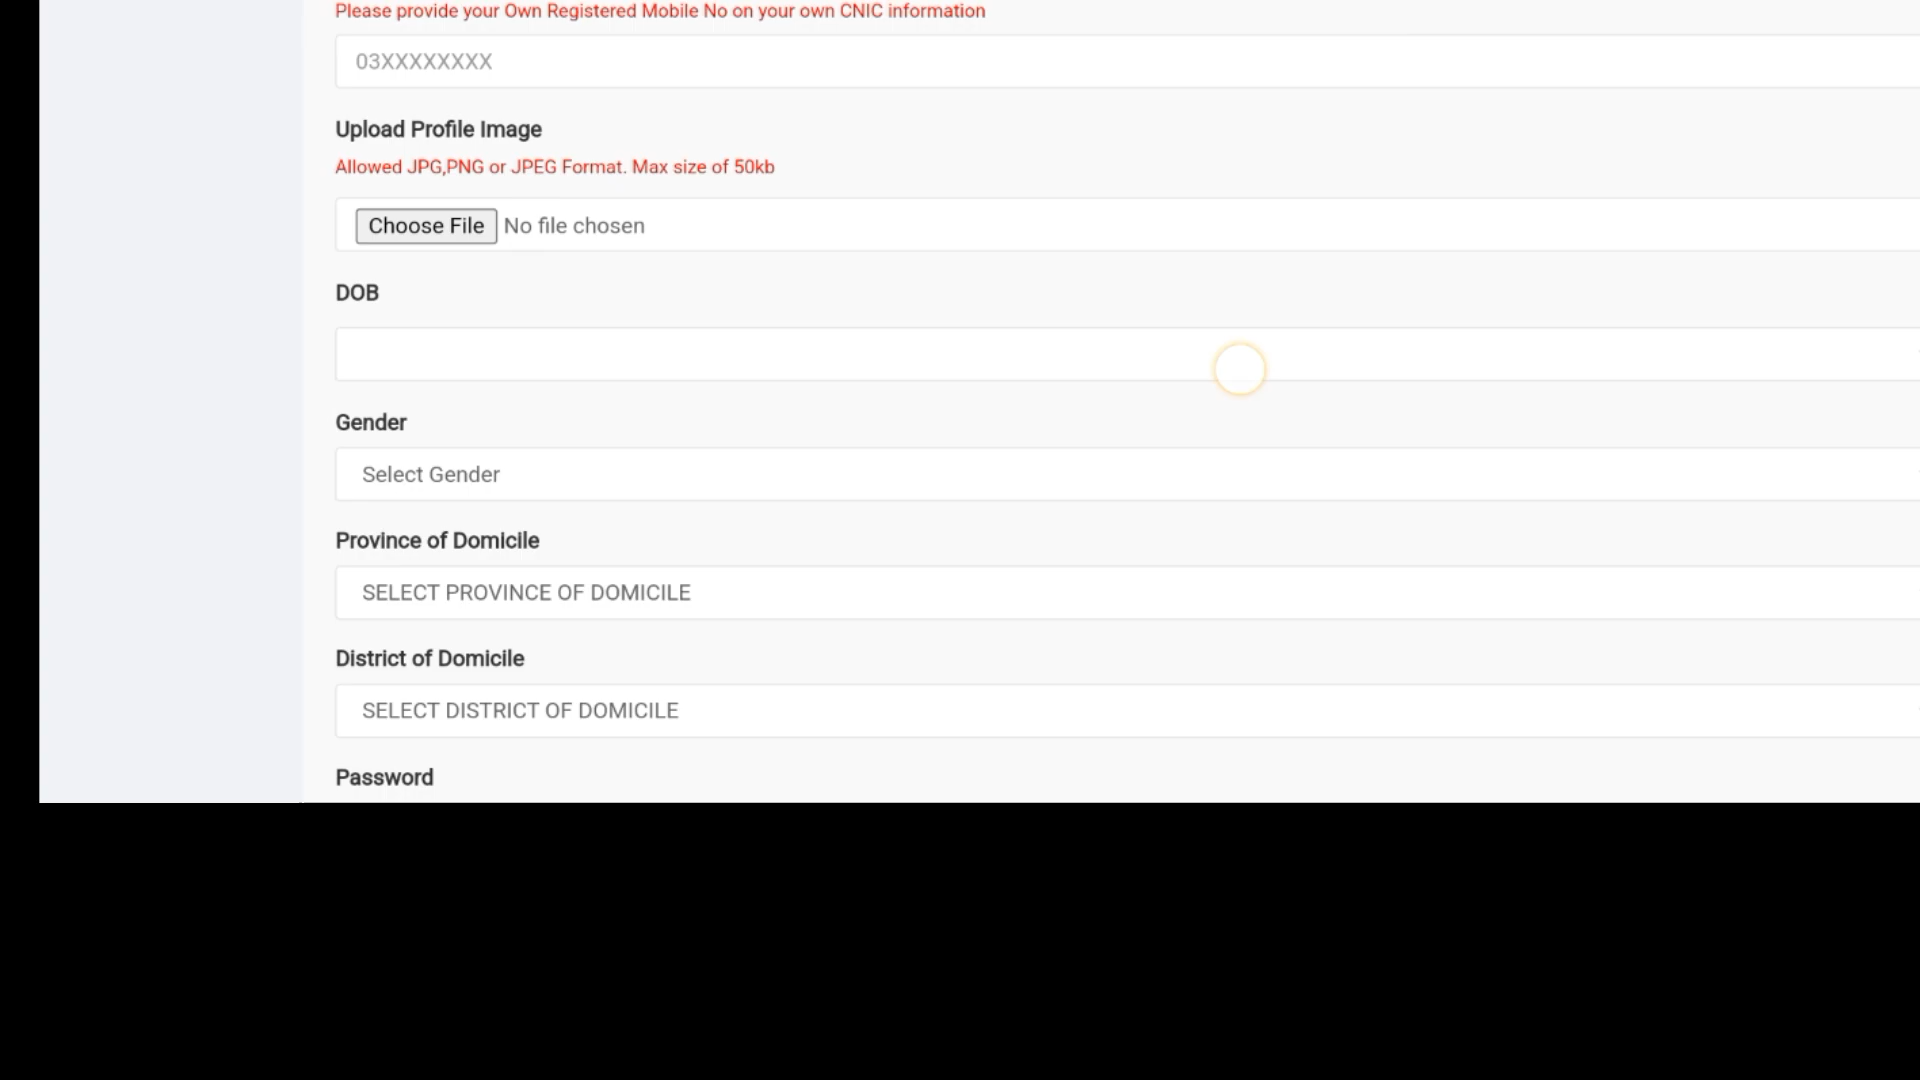 Please provide your Own Registered Mobile No on your own CNIC information
03XXXXXXXX
Upload Profile Image
Allowed JPG,PNG or JPEG Format. Max size of 50kb
Choose File No file chosen
DOB
Gender
Select Gender
Province of Domicile
SELECT PROVINCE OF DOMICILE
District of Domicile
SELECT DISTRICT OF DOMICILE
Password